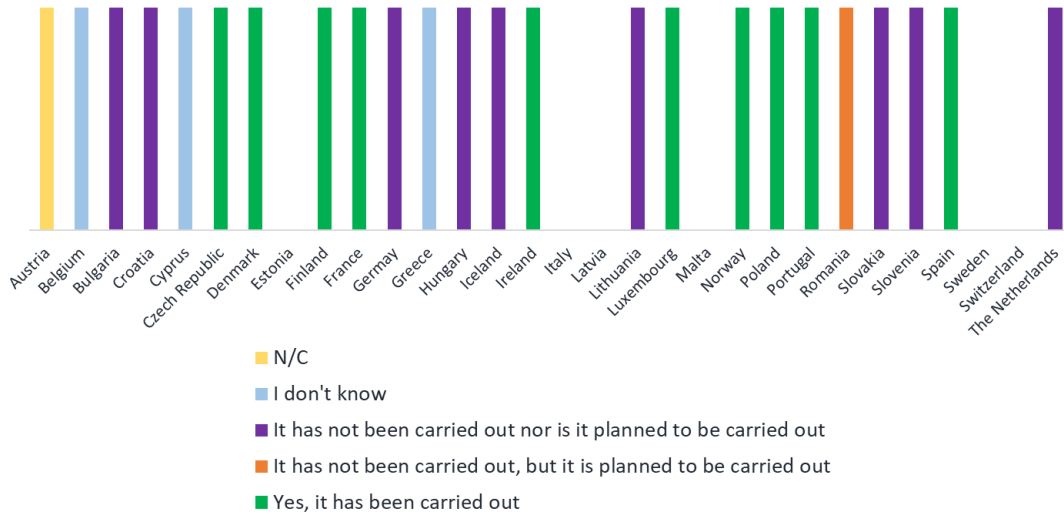 Austria
Belgium
Bulgaria
Croatia
Cyprus
Czech Republic
Denmark
Estonia
Finland
France
Germay
Greece
Hungary
Iceland
Ireland
Italy
Latvia
Lithuania
Luxembourg
Malta
Norway
Poland
Portugal
Romania
Slovakia
Slovenia
Spain
Sweden
Switzerland
The Netherlands
N/C
I don't know
It has not been carried out nor is it planned to be carried out
It has not been carried out, but it is planned to be carried out
Yes, it has been carried out